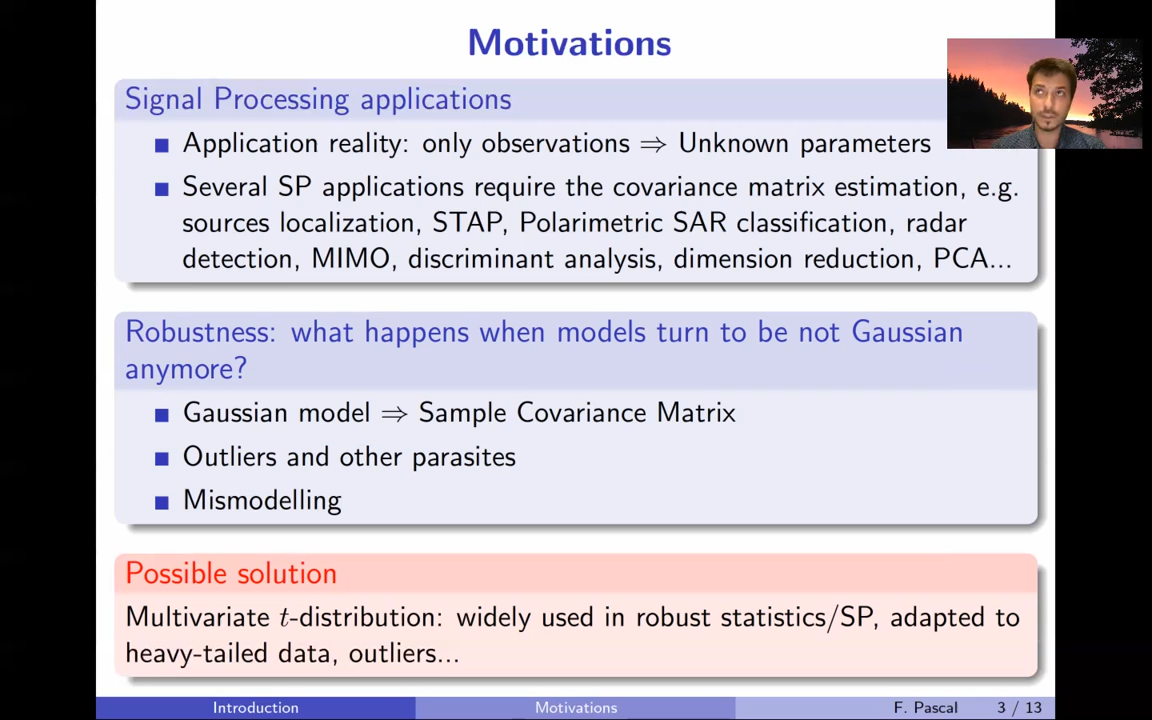 Motivations
Signal Processing applications
Application reality: only observations ⇒ Unknown parameters
Several SP applications require the covariance matrix estimation, e.g.
sources localization, STAP, Polarimetric SAR classification, radar
detection, MIMO, discriminant analysis, dimension reduction, PCA...
Robustness: what happens when models turn to be not Gaussian
anymore?
Gaussian model ⇒ Sample Covariance Matrix
Outliers and other parasites
Mismodelling
Possible solution
Multivariate t-distribution: widely used in robust statistics/SP, adapted to
heavy-tailed data, outliers...
Introduction Motivations F. Pascal 3 / 13